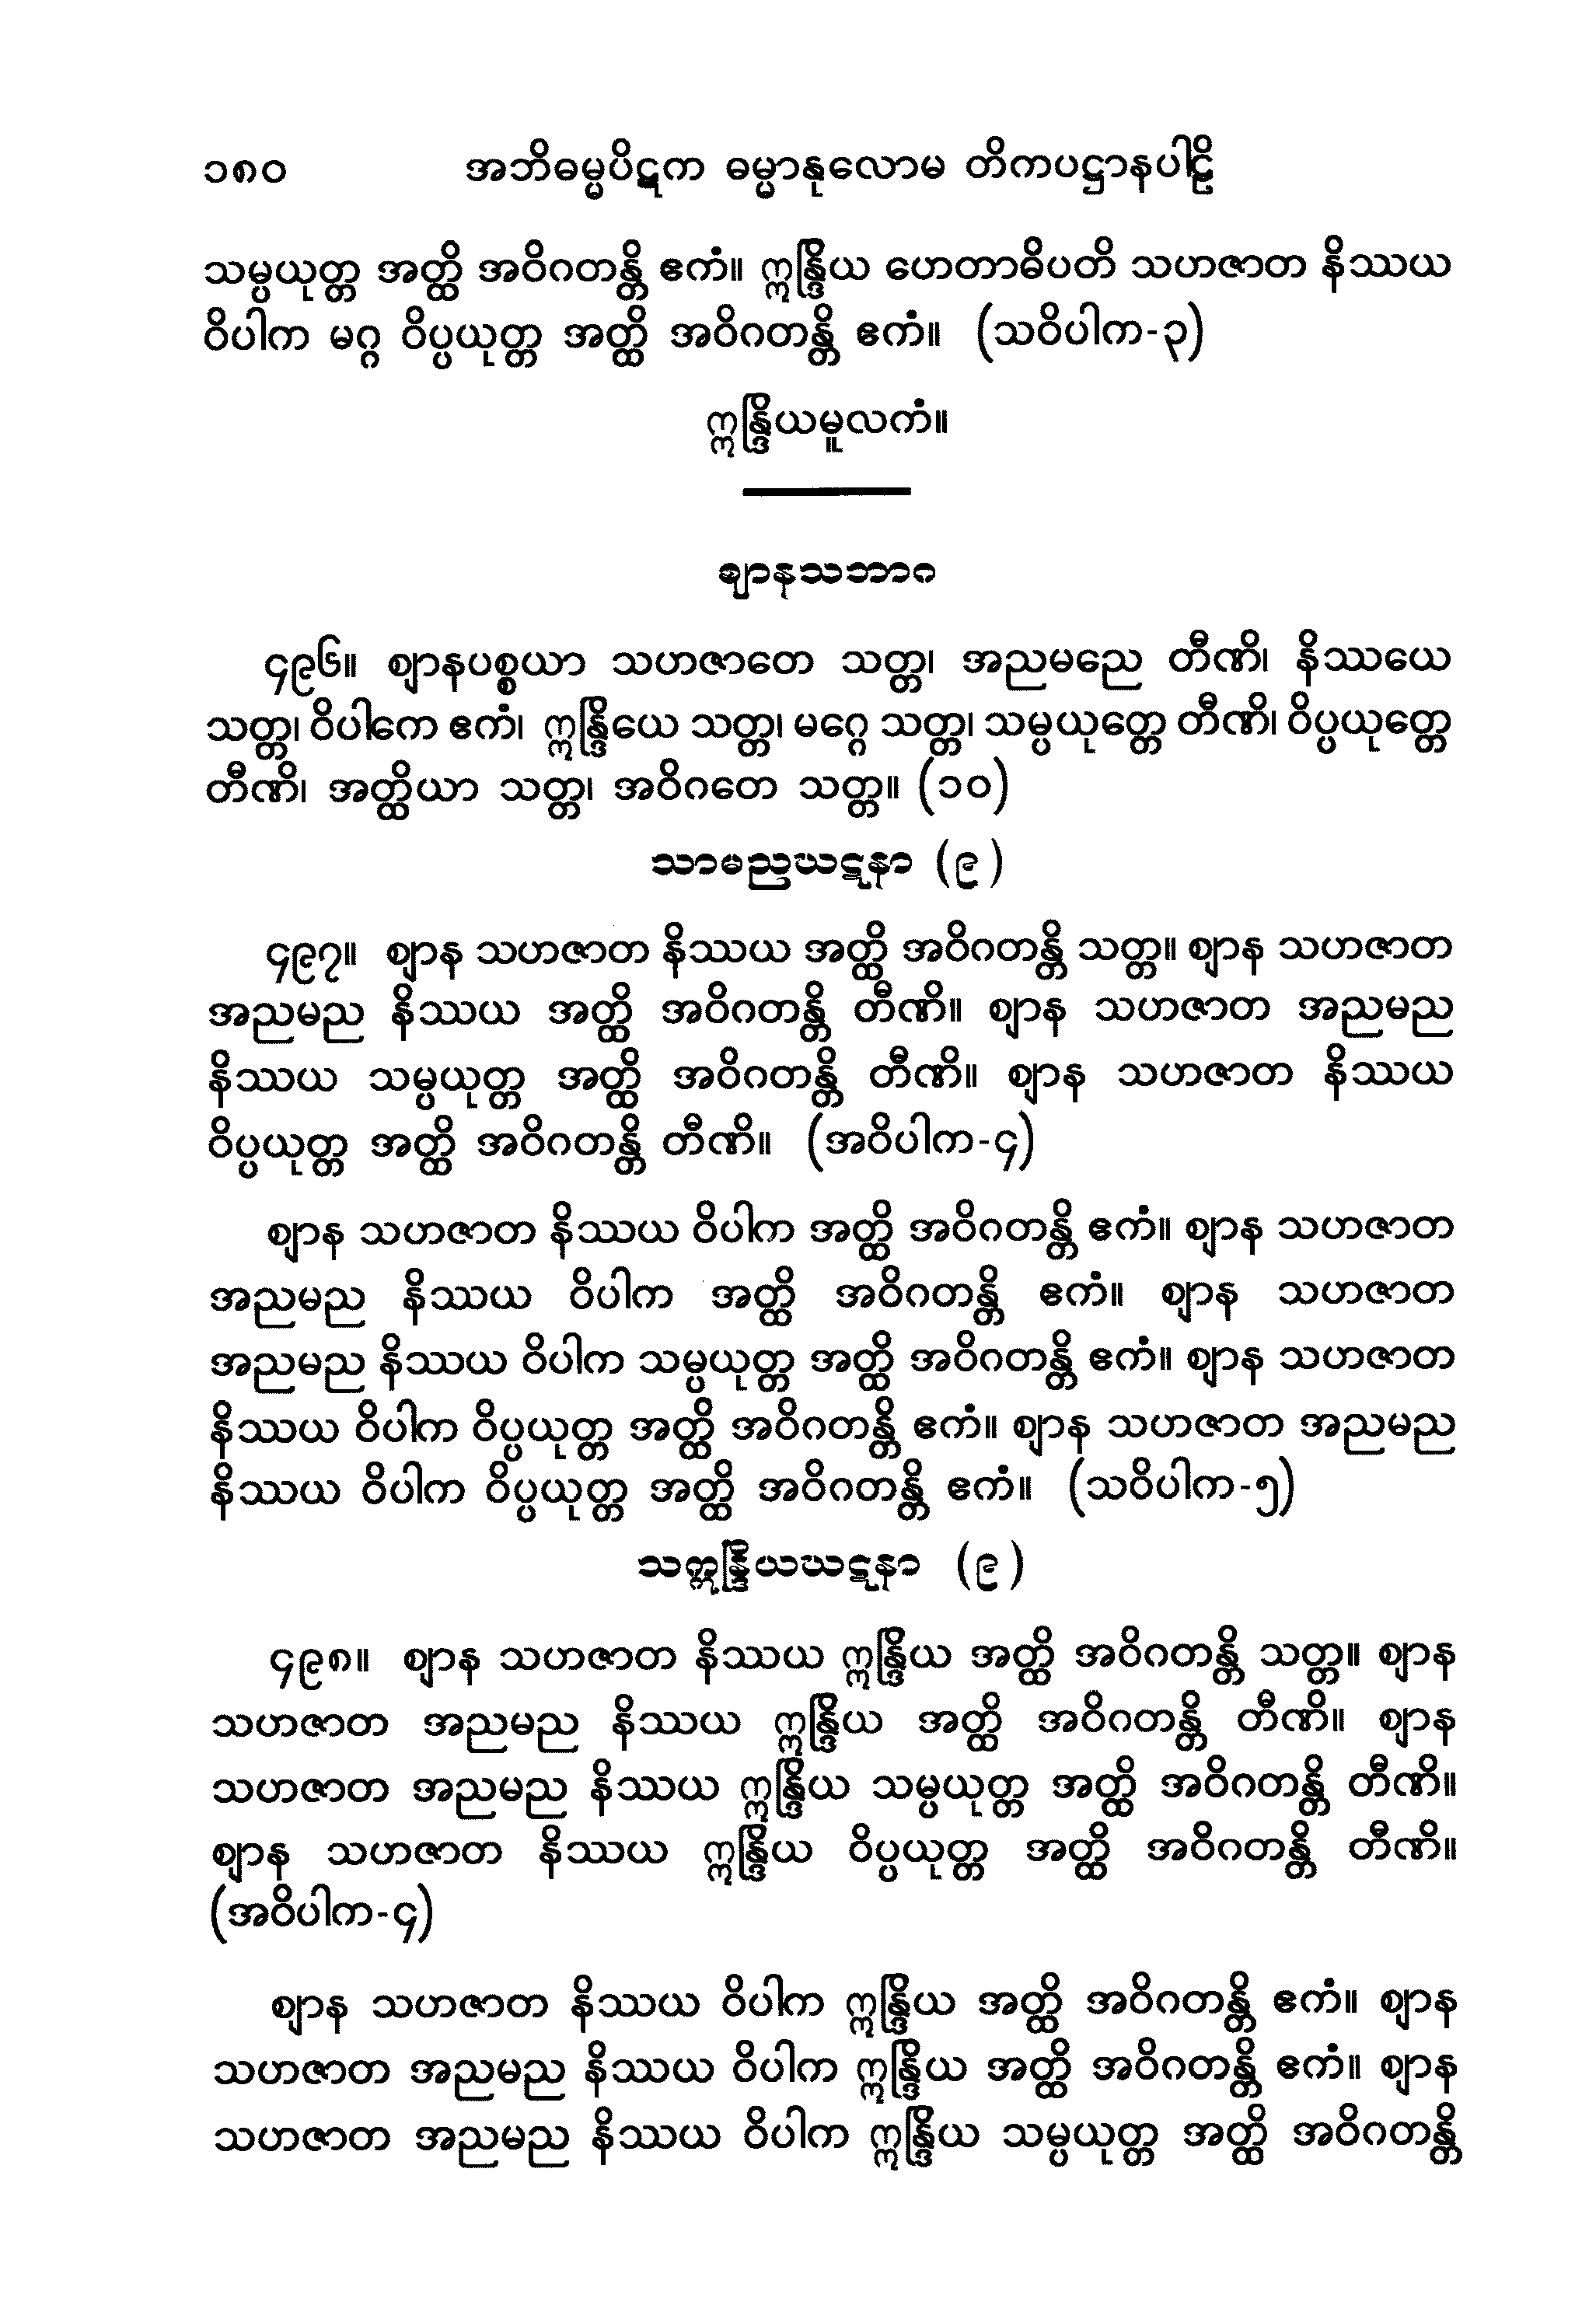 ၁၈၀ အဘိဓမ္မပိဋက ဓမ္မာနုလောမ တိကပဋ္ဌာနပါဠိ
သမ္ပယုတ္တ အတ္ထိ အဝိဂတန္တိ ဧကံ။ ဣန္ဒြိယ ဟေတာဓိပတိ သဟဇာတ နိဿယ
ဝိပါက မဂ္ဂ ဝိပ္ပယုတ္တ အတ္ထိ အဝိဂတန္တိ ဧကံ။ (သဝိပါက-၃)
ဣန္ဒြိယမူလကံ။
ဈာနသဘာဂ
၄၉၆။ ဈာနပစ္စယာ သဟဇာတေ သတ္တ၊ အညမညေ တီဏိ၊ နိဿယေ
သတ္တ၊ ဝိပါကေ ဧကံ၊ ဣန္ဒြိယေ သတ္တ၊ မဂ္ဂေ သတ္တ၊ သမ္ပယုတ္တေ တီဏိ၊ ဝိပ္ပယုတ္တေ
တီဏိ၊ အတ္ထိယာ သတ္တ၊ အဝိဂတေ သတ္တ။ (၁၀)
သာမညဃဋနာ (၉)
၄၉၇။ ဈာန သဟဇာတ နိဿယ အတ္ထိ အဝိဂတန္တိ သတ္တ။ ဈာန သဟဇာတ
အညမည နိဿယ အတ္ထိ အဝိဂတန္တိ တီဏိ။ ဈာန သဟဇာတ အညမည
နိဿယ သမ္ပယုတ္တ အတ္ထိ အဝိဂတန္တိ တီဏိ။ ဈာန သဟဇာတ နိဿယ
ဝိပ္ပယုတ္တ အတ္ထိ အဝိဂတန္တိ တီဏိ။ (အဝိပါက-၄)
ဈာန သဟဇာတ နိဿယ ဝိပါက အတ္ထိ အဝိဂတန္တိ ဧကံ။ ဈာန သဟဇာတ
အညမည နိဿယ ဝိပါက အတ္ထိ အဝိဂတန္တိ ဧကံ။ ဈာန သဟဇာတ
အညမည နိဿယ ဝိပါက သမ္ပယုတ္တ အတ္ထိ အဝိဂတန္တိ ဧကံ။ ဈာန သဟဇာတ
နိဿယ ဝိပါက ဝိပ္ပယုတ္တ အတ္ထိ အဝိဂတန္တိ ဧကံ။ ဈာန သဟဇာတ အညမည
နိဿယ ဝိပါက ဝိပ္ပယုတ္တ အတ္ထိ အဝိဂတန္တိ ဧကံ။ (သဝိပါက-၅)
သဣန္ဒြိယဃဋနာ (၉)
၄၉၈။ ဈာန သဟဇာတ နိဿယ ဣန္ဒြိယ အတ္ထိ အဝိဂတန္တိ သတ္တ။ ဈာန
သဟဇာတ အညမည နိဿယ ဣန္ဒြိယ အတ္ထိ အဝိဂတန္တိ တီဏိ။ ဈာန
သဟဇာတ အညမည နိဿယ ဣန္ဒြိယ သမ္ပယုတ္တ အတ္ထိ အဝိဂတန္တိ တီဏိ။
ဈာန သဟဇာတ နိဿယ ဣန္ဒြိယ ဝိပ္ပယုတ္တ အတ္ထိ အဝိဂတန္တိ တီဏိ။
(အဝိပါက-၄)
ဈာန သဟဇာတ နိဿယ ဝိပါက ဣန္ဒြိယ အတ္ထိ အဝိဂတန္တိ ဧကံ။ ဈာန
သဟဇာတ အညမည နိဿယ ဝိပါက ဣန္ဒြိယ အတ္ထိ အဝိဂတန္တိ ဧကံ။ ဈာန
သဟဇာတ အညမည နိဿယ ဝိပါက ဣန္ဒြိယ သမ္ပယုတ္တ အတ္ထိ အဝိဂတန္တိ